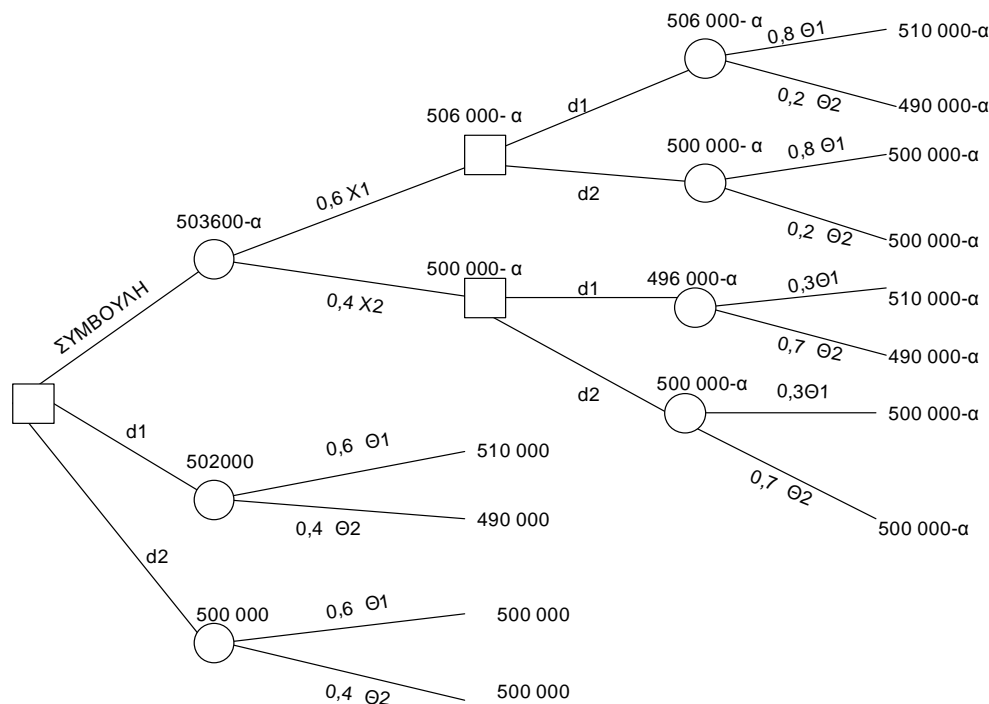 506 000- α
0,8 Θ1
510 000-α
0,2 Θ2
490 000-α
d1
506 000- α
500 000- α
0,8 Θ1
500 000-α
d2
0,2 Θ2
500 000-α
0,6 Χ1
503600-α
0,4 Χ2
500 000- α
d1
496 000-α
0,3Θ1
510 000-α
0,7 Θ2
490 000-α
d2
500 000-α
0,3Θ1
500 000-α
0,7 Θ2
500 000-α
ΣΥΜΒΟΥΛΗ
d1
502000
0,6 Θ1
510 000
0,4 Θ2
490 000
d2
500 000
0,6 Θ1
500 000
0,4 Θ2
500 000